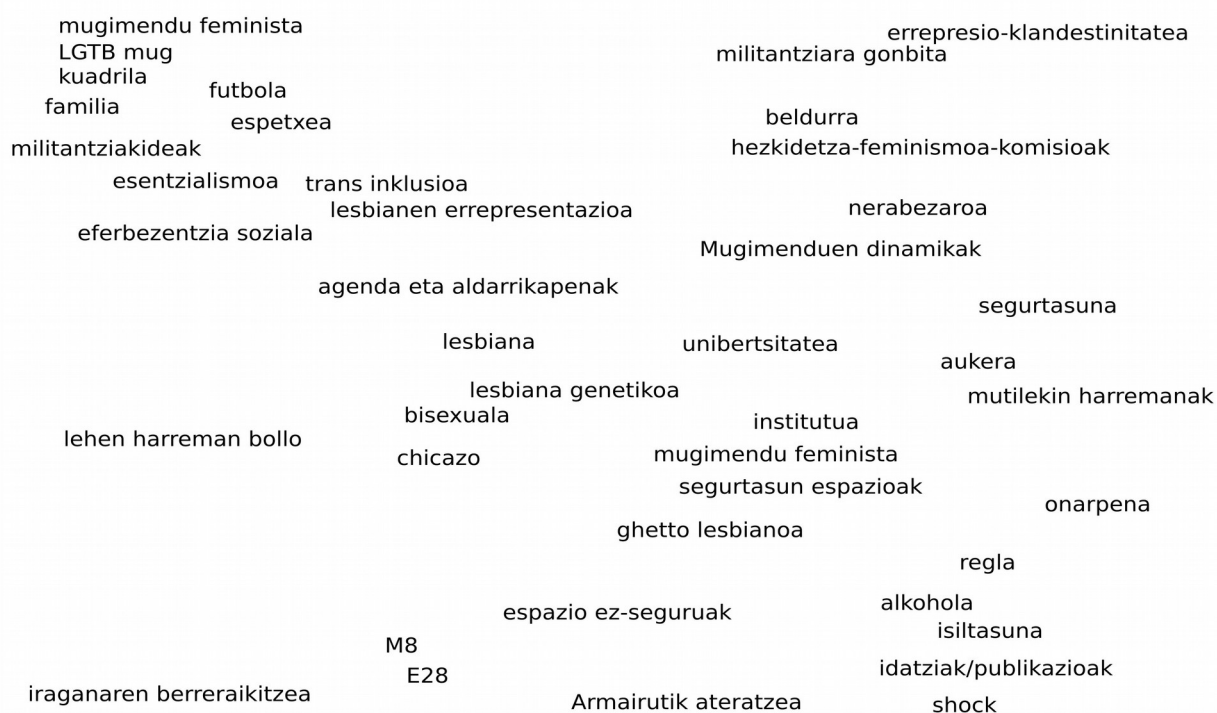 mugimendu feminista
errepresio-klandestinitatea
LGTB mug
militantziara gonbita
kuadrila
futbola
familia
beldurra
espetxea
militantziakideak
hezkidetza-feminismoa-komisioak
esentzialismoa
trans inklusioa
lesbianen errepresentazioa
nerabezaroa
eferbezentzia soziala
Mugimenduen dinamikak
agenda eta aldarrikapenak
segurtasuna
lesbiana
unibertsitatea
aukera
lesbiana genetikoa
mutilekin harremanak
bisexuala
institutua
lehen harreman bollo
chicazo
mugimendu feminista
segurtasun espazioak
onarpena
ghetto lesbianoa
regla
alkohola
espazio ez-seguruak
isiltasuna
M8
idatziak/publikazioak
E28
iraganaren berreraikitzea
Armairutik ateratzea
shock